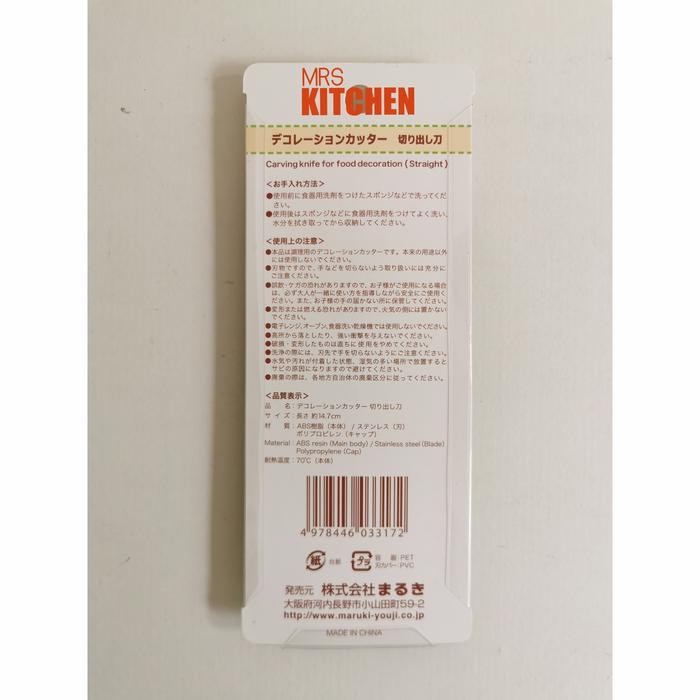 MRS
KITCHEN
デコレーションカッター 切り出し刀
Carving knife for food decoration (Straight)
<お手入れ方法>
●使用前に食器用洗剤をつけたスポンジなどで洗ってくだ
さい。
●使用後はスポンジなどに食器用洗剤をつけてよく洗い、
水分を拭き取ってから収納してください。
<使用上の注意>
●本品は調理用のデコレーションカッターです。本来の用途以外
には使用しないでください。
●刃物ですので、手などを切らないよう取り扱いには充分に
ご注意ください。
●誤飲・ケガの恐れがありますので、お子様がご使用になる場合
は、必ず大人が一緒に使い方を指導しながら安全にご使用く
ださい。また、お子様の手の届かない所に保管してください。
●変形または燃える恐れがありますので、火気の側には置かない
でください。
●電子レンジ、オーブン、食器洗い乾燥機では使用しないでください。
●高所から落としたり、強い衝撃を与えないでください。
●破損・変形したものは直ちに使用をやめてください。
●洗浄の際には、刃先で手を切らないようにご注意ください。
●水気や汚れが付着した状態、湿気の多い場所で放置すると
サビの原因になりますので避けてください。
●廃棄の際は、各地方自治体の廃棄区分に従ってください。
<品質表示>
品 名:デコレーションカッター 切り出し刀
サイズ:長さ 約14.7cm
材 質:ABS樹脂(本体) / ステンレス(刃)
ポリプロピレン(キャップ)
Material:ABS resin (Main body) / Stainless steel (Blade)
Polypropylene (Cap)
耐熱温度:70℃(本体)
4 978446 033172
紙 台紙 プラ 容器:PET
刃カバー:PVC
発売元 株式会社 まるき
大阪府河内長野市小山田町59-2
http://www.maruki-youji.co.jp
MADE IN CHINA